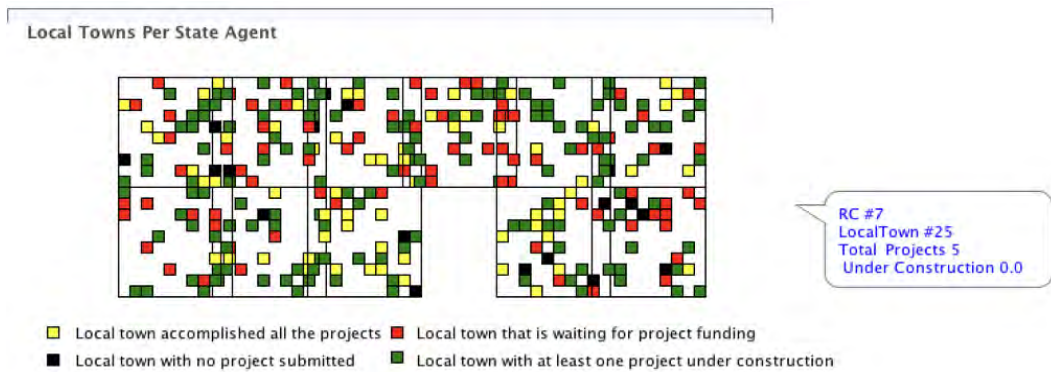 Local Towns Per State Agent
RC #7
LocalTown #25
Total Projects 5
Under Construction 0.0
Local town accomplished all the projects
Local town that is waiting for project funding
Local town with no project submitted
Local town with at least one project under construction